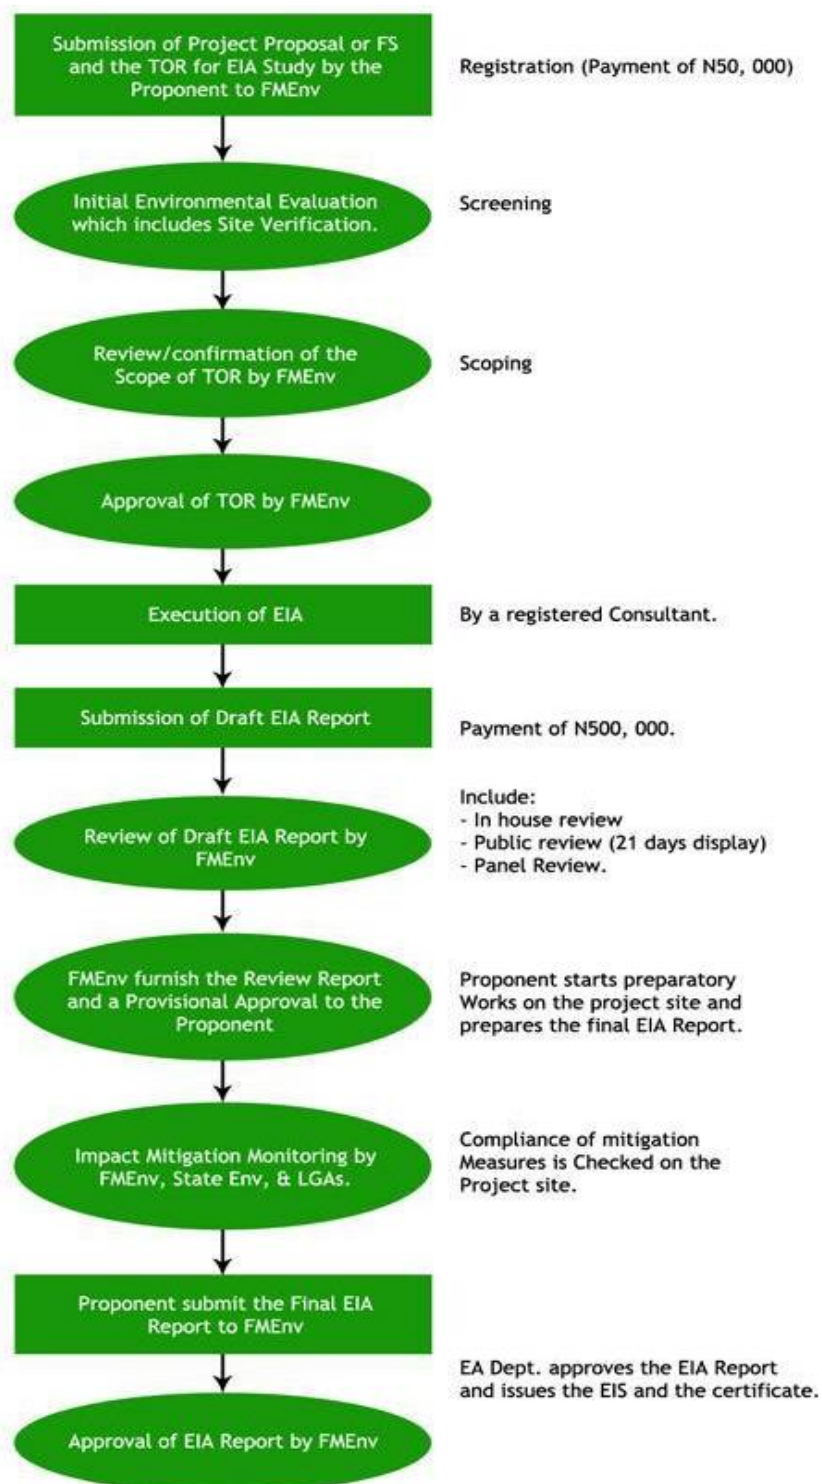 Submission of Project Proposal or FS
and the TOR for EIA Study by the
Proponent to FMEnv
Registration (Payment of N50, 000)
Initial Environmental Evaluation
which includes Site Verification.
Screening
Review/confirmation of the
Scope of TOR by FMEnv
Scoping
Approval of TOR by FMEnv
Execution of EIA
By a registered Consultant.
Submission of Draft EIA Report
Payment of N500, 000.
Review of Draft EIA Report by
FMEnv
Include:
- In house review
- Public review (21 days display)
- Panel Review.
FMEnv furnish the Review Report
and a Provisional Approval to the
Proponent
Proponent starts preparatory
Works on the project site and
prepares the final EIA Report.
Impact Mitigation Monitoring by
FMEnv, State Env, & LGAs.
Compliance of mitigation
Measures is Checked on the
Project site.
Proponent submit the Final EIA
Report to FMEnv
EA Dept. approves the EIA Report
and issues the EIS and the certificate.
Approval of EIA Report by FMEnv